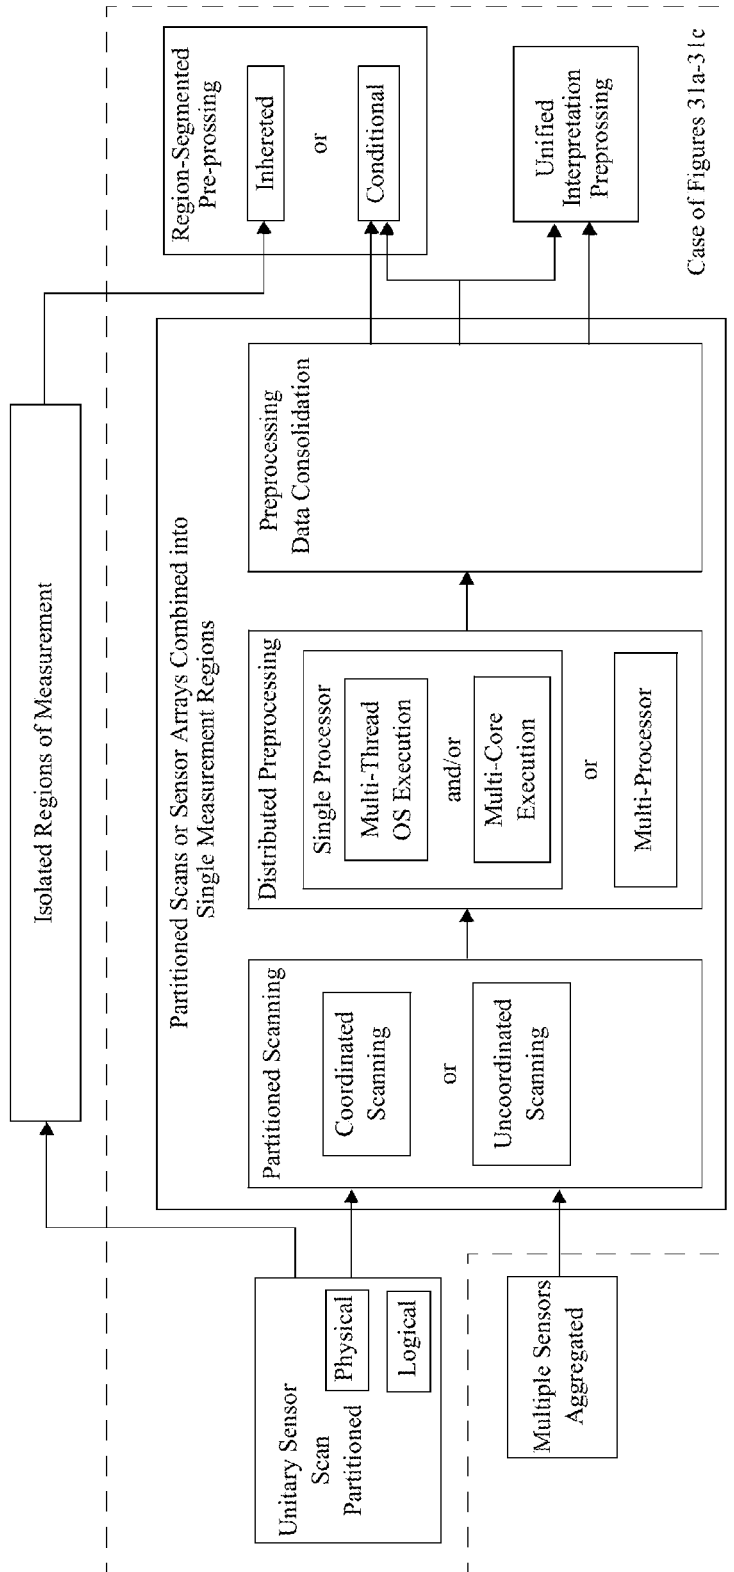 Isolated Regions of Measurement
Unitary Sensor
Scan
Partitioned
Physical
Logical
Multiple Sensors
Aggregated
Partitioned Scans or Sensor Arrays Combined into
Single Measurement Regions
Partitioned Scanning
Coordinated
Scanning
or
Uncoordinated
Scanning
Distributed Preprocessing
Single Processor
Multi-Thread
OS Execution
and/or
Multi-Core
Execution
or
Multi-Processor
Preprocessing
Data Consolidation
Region-Segmented
Pre-prossing
Inhereted
or
Conditional
Unified
Interpretation
Preprossing
Case of Figures 31a-31c